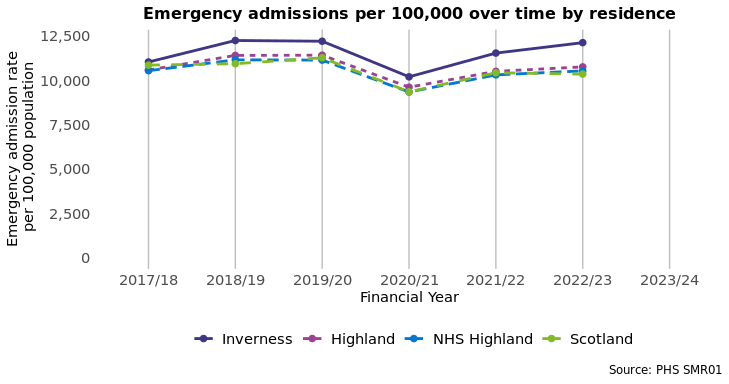 Emergency admissions per 100,000 over time by residence
Emergency admission rate
per 100,000 population
12,500
10,000
7,500
5,000
2,500
0
2017/18 2018/19 2019/20 2020/21 2021/22 2022/23 2023/24
Financial Year
Inverness Highland NHS Highland Scotland
Source: PHS SMR01